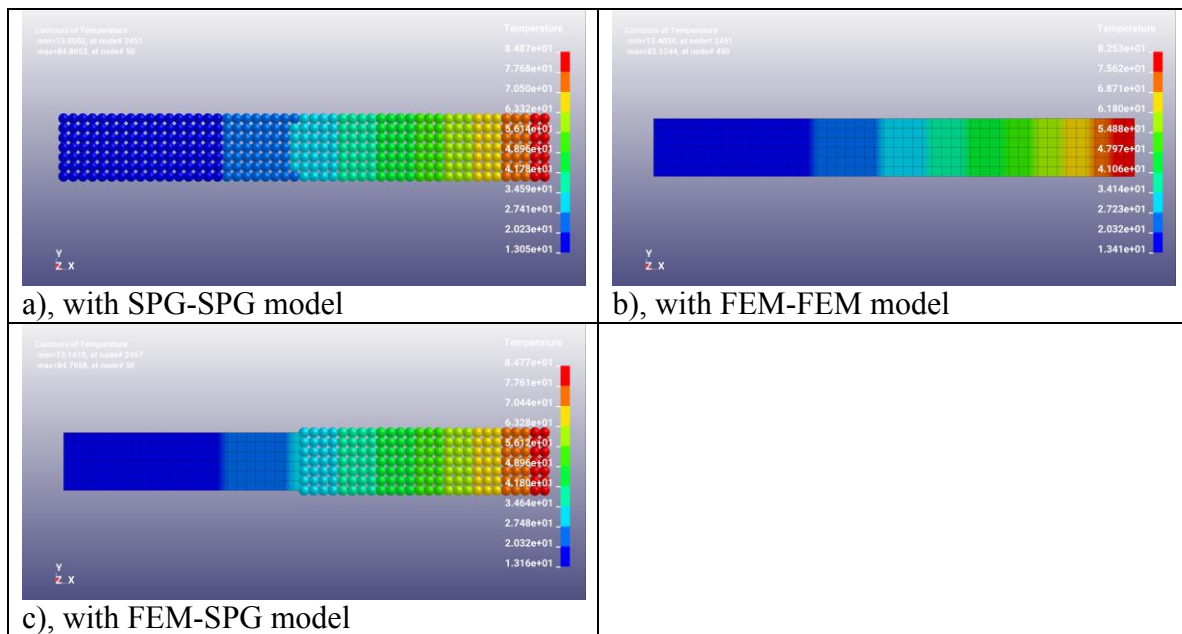 Contours of Temperature
min=13.0502, at node# 2451
max=84.8653, at node# 50
Temperature
8.487e+01
7.768e+01
7.050e+01
6.332e+01
5.614e+01
4.896e+01
4.178e+01
3.459e+01
2.741e+01
2.023e+01
1.305e+01
Y
Z X
a), with SPG-SPG model
Contours of Temperature
min=13.4054, at node# 2451
max=82.5344, at node# 450
Temperature
8.253e+01
7.562e+01
6.871e+01
6.180e+01
5.488e+01
4.797e+01
4.106e+01
3.414e+01
2.723e+01
2.032e+01
1.341e+01
Y
Z X
b), with FEM-FEM model
Contours of Temperature
min=13.1615, at node# 2467
max=84.7658, at node# 50
Temperature
8.477e+01
7.761e+01
7.044e+01
6.328e+01
5.612e+01
4.896e+01
4.180e+01
3.464e+01
2.748e+01
2.032e+01
1.316e+01
Y
Z X
c), with FEM-SPG model